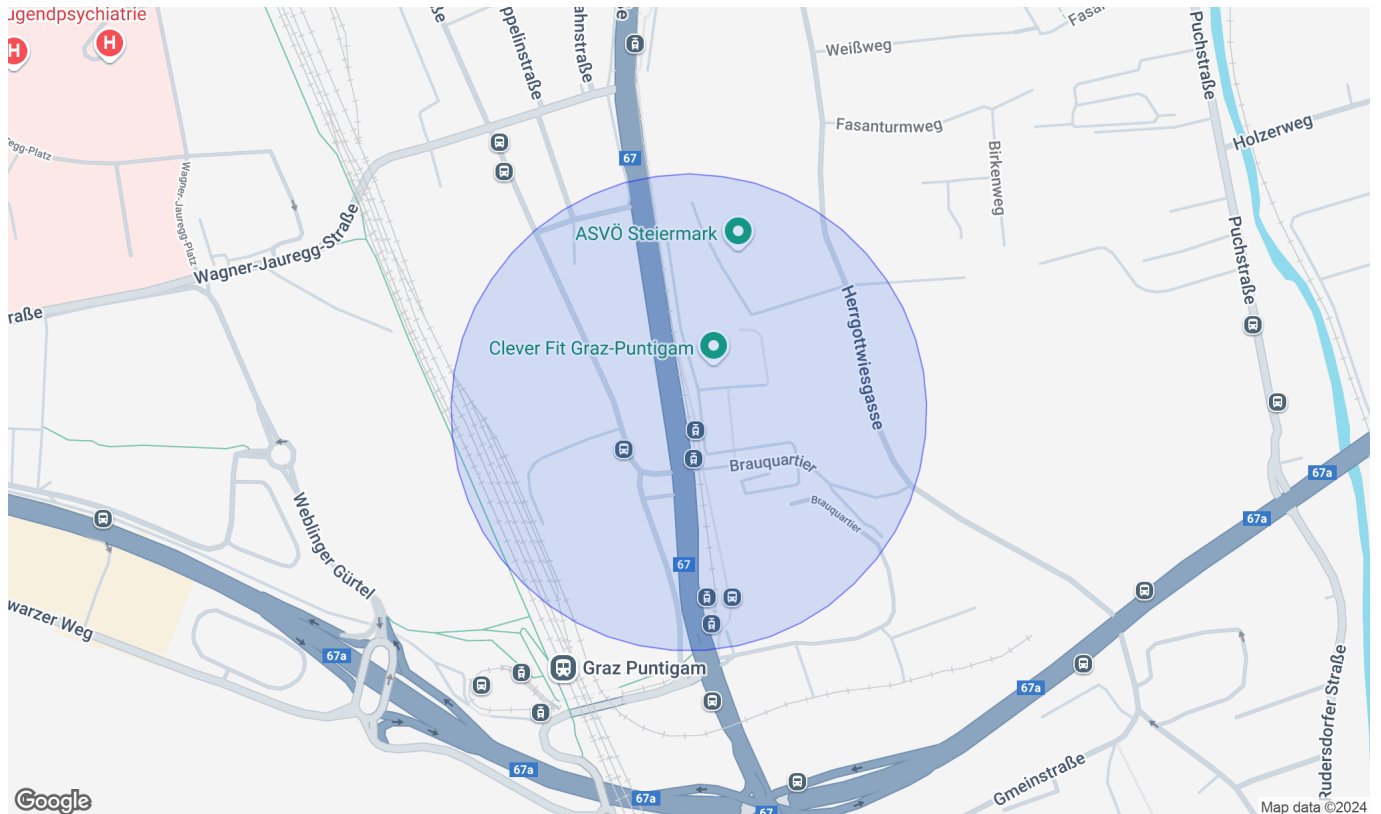 ugendpsychiatrie
H
H
ße
ppelinstraße
ahnstraße
ße
Weißweg
Puchstraße
Fasanturmweg
Holzerweg
Birkenweg
67
egg-Platz
Wagner-Jauregg-Platz
Wagner-Jauregg-Straße
ASVÖ Steiermark
Puchstraße
raße
Herrgottwiesgasse
Clever Fit Graz-Puntigam
Brauquartier
67a
Brauquartier
67a
Weblinger Gürtel
67
warzer Weg
67a
Graz Puntigam
67a
Rudersdorfer Straße
67a
Gmeinstraße
67a
67
Google
Map data ©2024